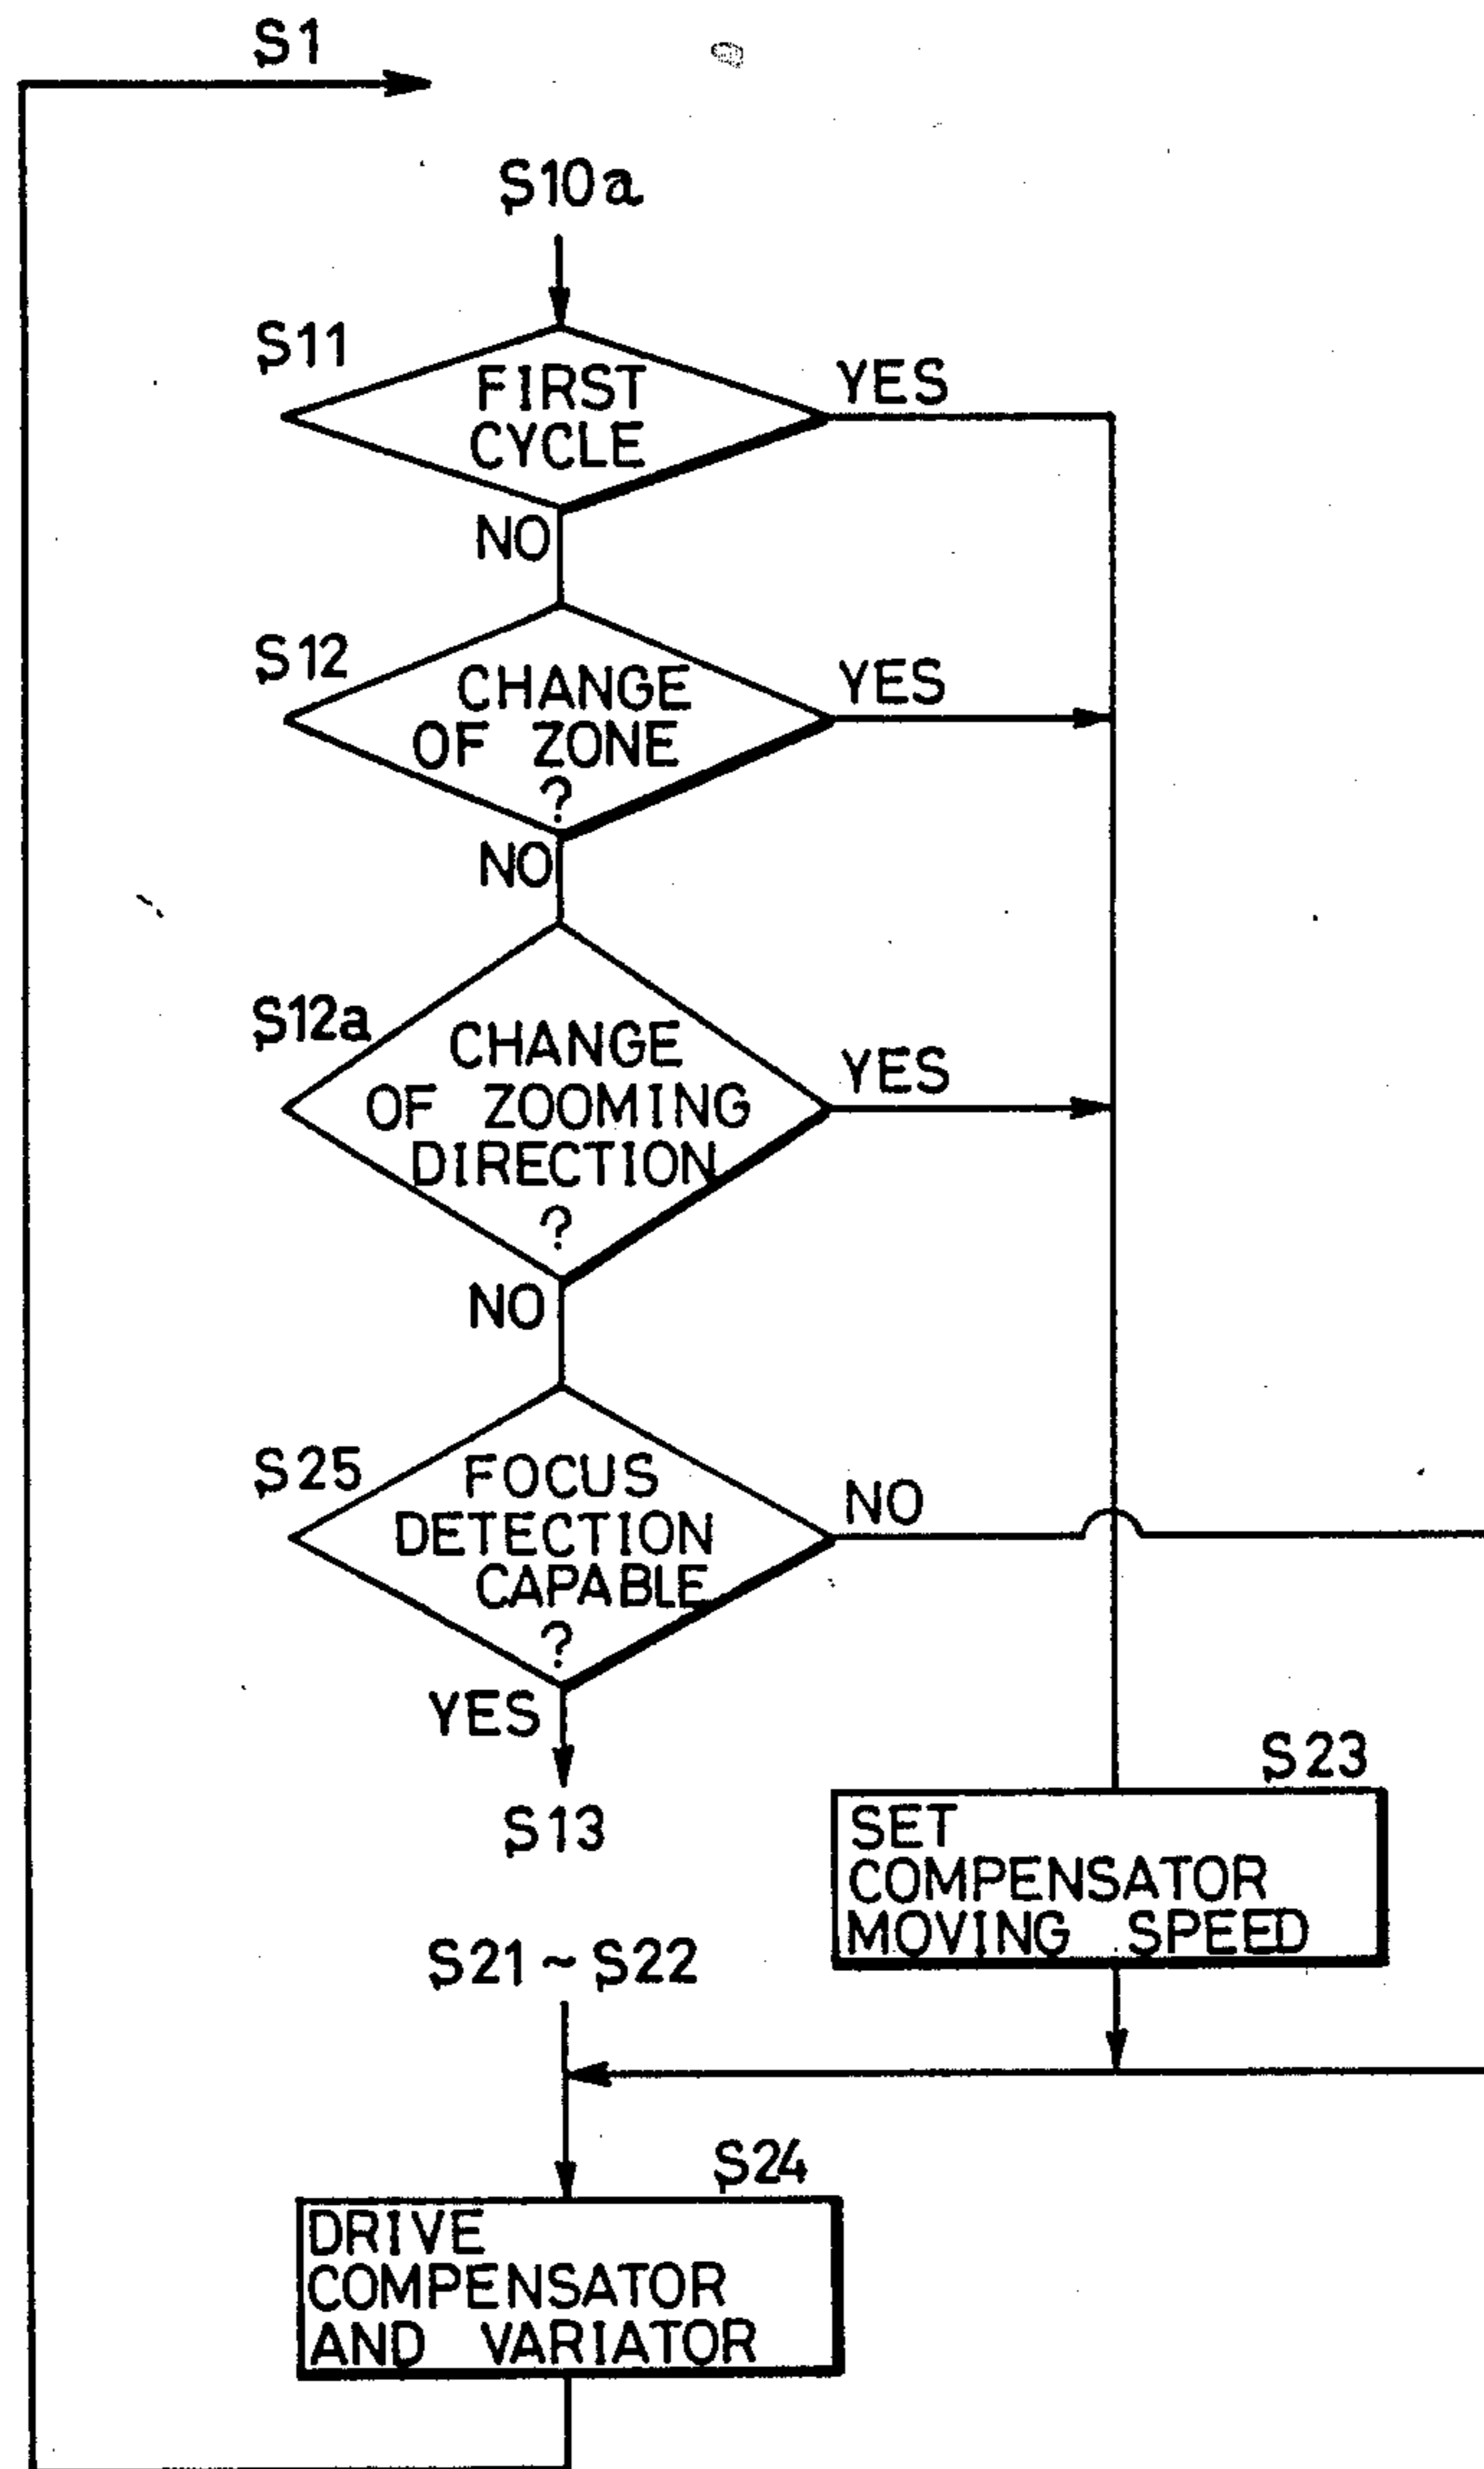 S1
S10a
S11
FIRST
CYCLE
YES
NO
S12
CHANGE
OF ZONE
?
YES
NO
S12a
CHANGE
OF ZOOMING
DIRECTION
?
YES
NO
S25
FOCUS
DETECTION
CAPABLE
?
NO
YES
S13
S23
SET
COMPENSATOR
MOVING SPEED
S21~S22
S24
DRIVE
COMPENSATOR
AND VARIATOR